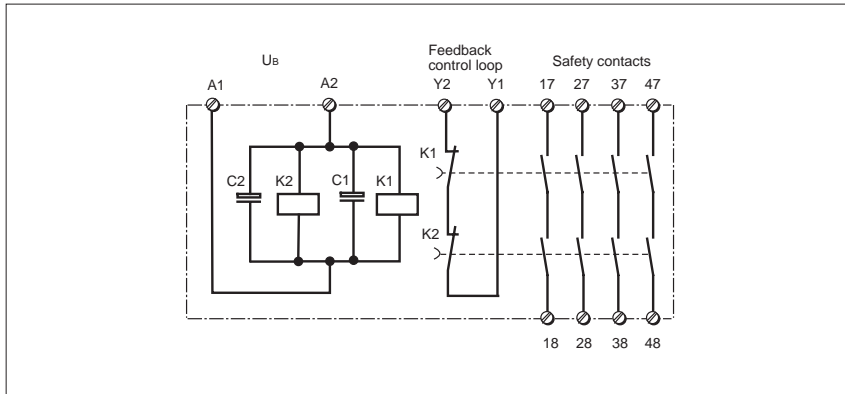 UB
Feedback
control loop
Safety contacts
A1
A2
Y2
Y1
17
27
37
47
K1
C2
K2
C1
K1
K2
18
28
38
48